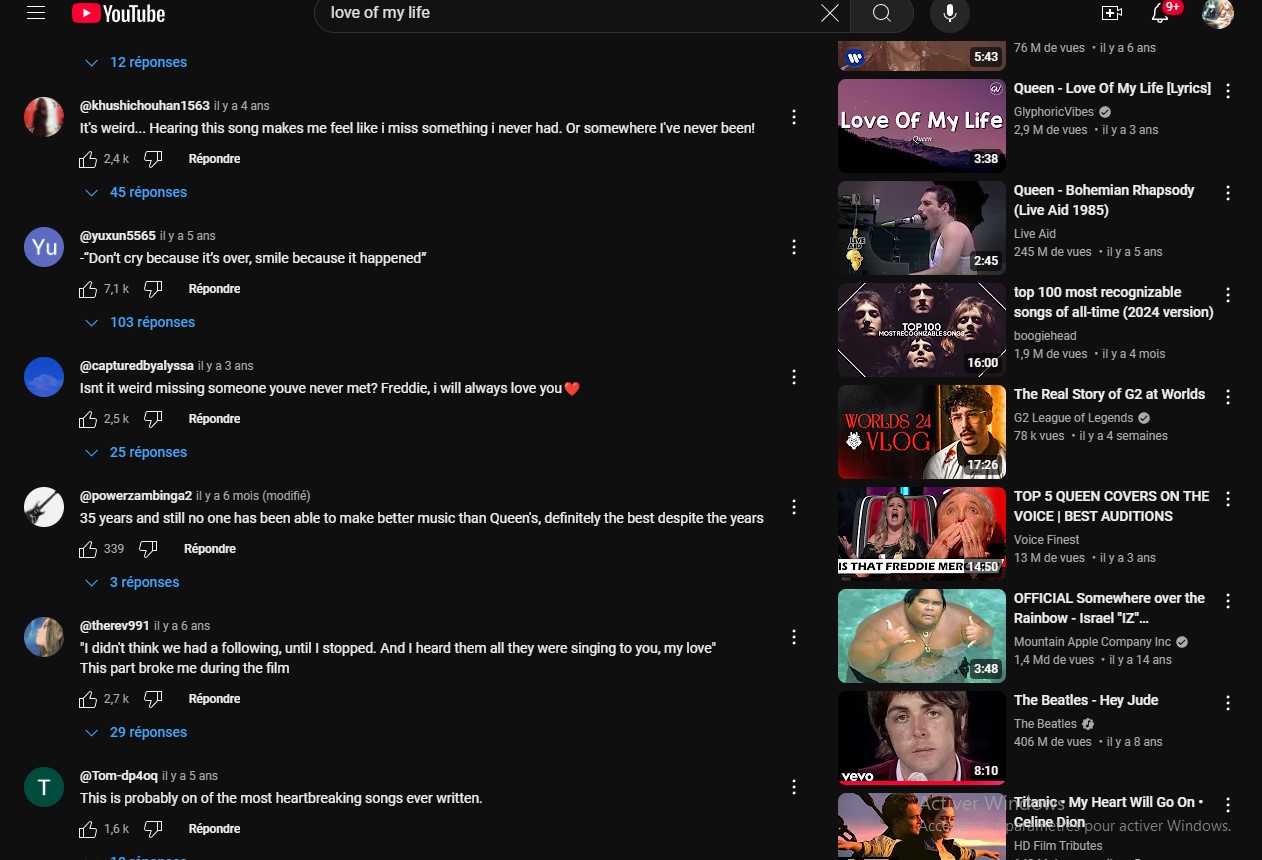 YouTube
love of my life
9+
12 réponses
@khushichouhan1563 il y a 4 ans
It's weird... Hearing this song makes me feel like i miss something i never had. Or somewhere I've never been!
2,4 k Répondre
45 réponses
Yu
@yuxun5565 il y a 5 ans
-“Don’t cry because it’s over, smile because it happened”
7,1 k Répondre
103 réponses
@capturedbyalyssa il y a 3 ans
Isnt it weird missing someone youve never met? Freddie, i will always love you❤️
2,5 k Répondre
25 réponses
@powerzambinga2 il y a 6 mois (modifié)
35 years and still no one has been able to make better music than Queen's, definitely the best despite the years
339 Répondre
3 réponses
@therev991 il y a 6 ans
"I didn't think we had a following, until I stopped. And I heard them all they were singing to you, my love"
This part broke me during the film
2,7 k Répondre
29 réponses
T
@Tom-dp4oq il y a 5 ans
This is probably on of the most heartbreaking songs ever written.
1,6 k Répondre
5:43
76 M de vues • il y a 6 ans
Love Of My Life
Queen
3:38
Queen - Love Of My Life [Lyrics]
GlyphoricVibes
2,9 M de vues • il y a 3 ans
LIVE
AID
2:45
Queen - Bohemian Rhapsody
(Live Aid 1985)
Live Aid
245 M de vues • il y a 5 ans
TOP 100
MOST RECOGNIZABLE SONGS
16:00
top 100 most recognizable
songs of all-time (2024 version)
boogiehead
1,9 M de vues • il y a 4 mois
WORLDS 24
VLOG
17:26
The Real Story of G2 at Worlds
G2 League of Legends
78 k vues • il y a 4 semaines
IS THAT FREDDIE
14:50
TOP 5 QUEEN COVERS ON THE
VOICE | BEST AUDITIONS
Voice Finest
13 M de vues • il y a 3 ans
3:48
OFFICIAL Somewhere over the
Rainbow - Israel "IZ"...
Mountain Apple Company Inc
1,4 Md de vues • il y a 14 ans
vevo
8:10
The Beatles - Hey Jude
The Beatles
406 M de vues • il y a 8 ans
Titanic • My Heart Will Go On •
Celine Dion
HD Film Tributes
Activer Windows
Accédez aux paramètres pour activer Windows.